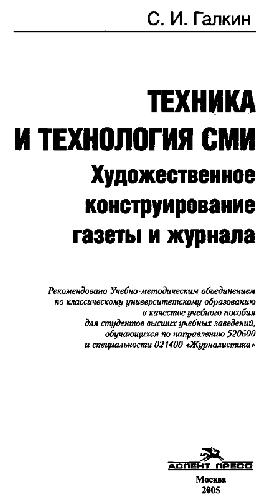 С. И. Галкин
ТЕХНИКА
И ТЕХНОЛОГИЯ СМИ
Художественное
конструирование
газеты и журнала
Рекомендовано Учебно-методическим объединением
по классическому университетскому образованию
в качестве учебного пособия
для студентов высших учебных заведений,
обучающихся по направлению 520600
и специальности 021400 «Журналистика»
АСПЕКТ ПРЕСС
Москва
2005